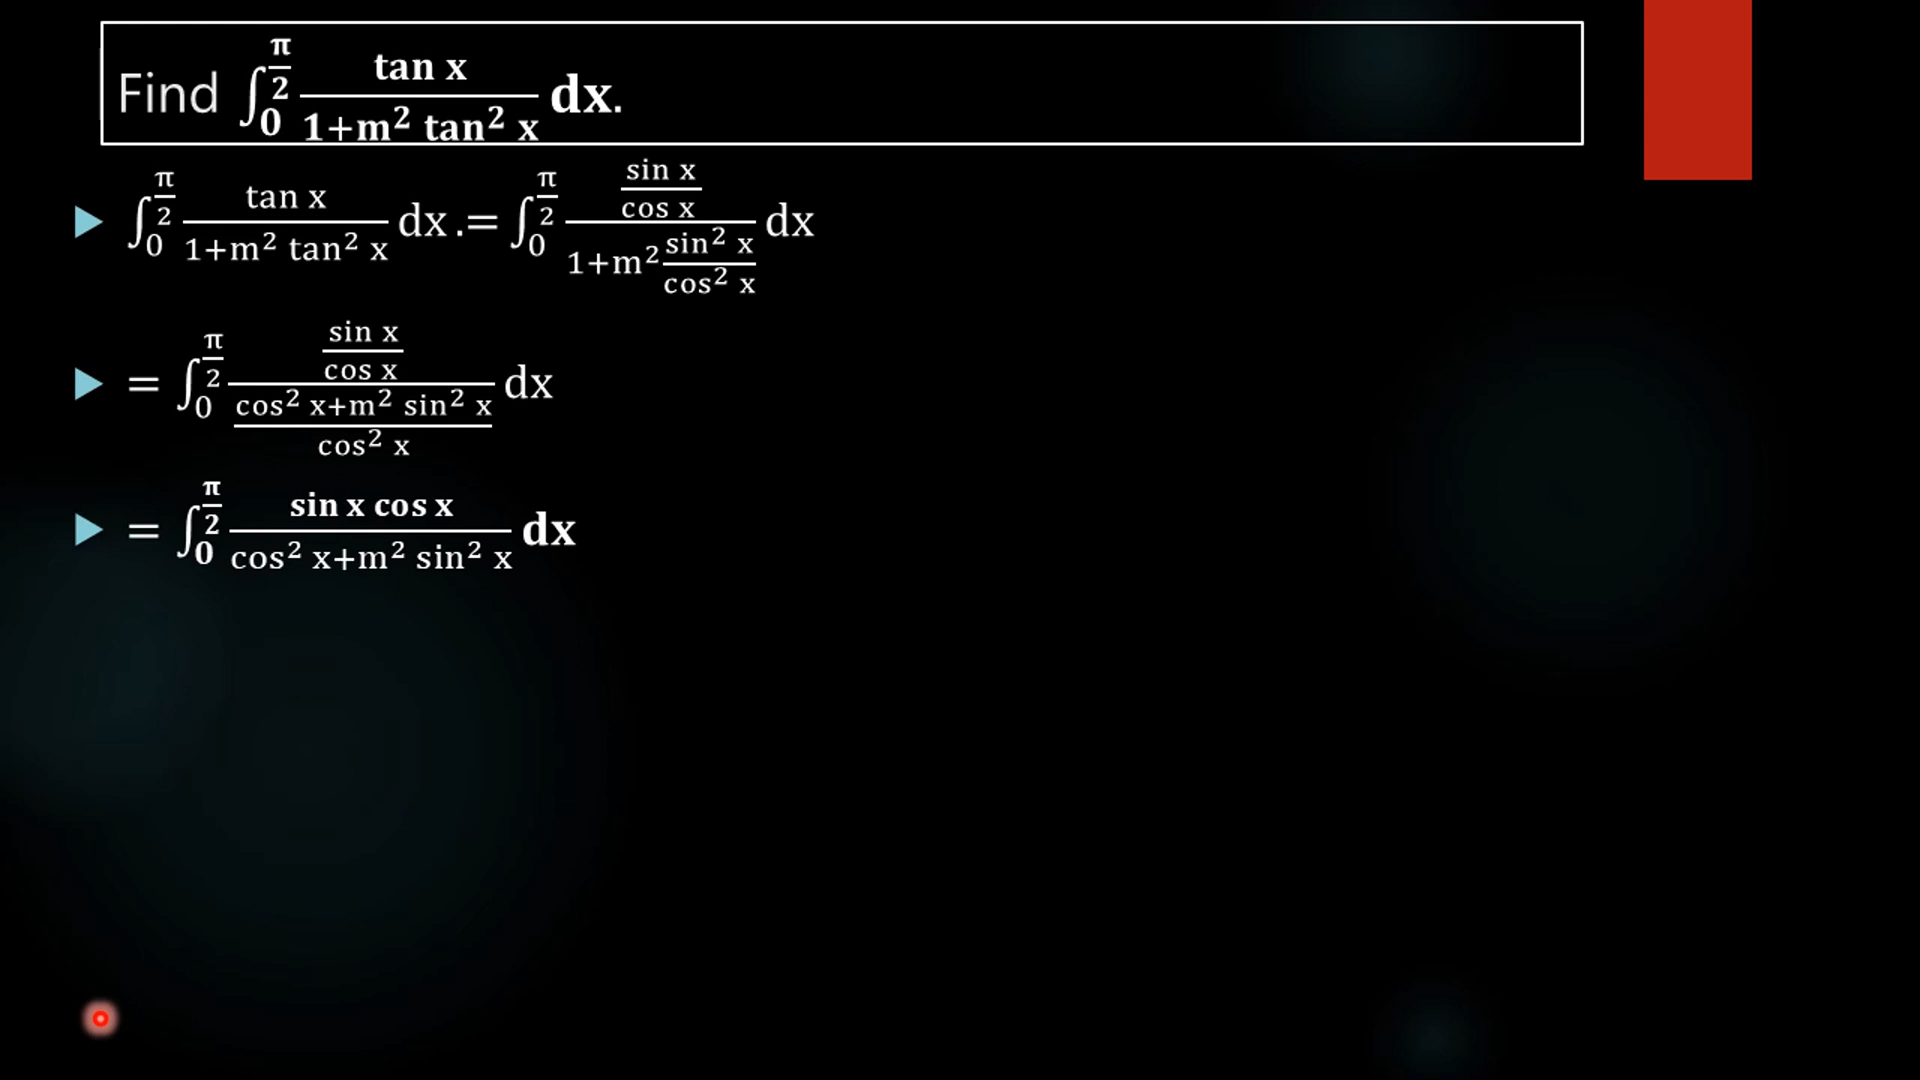 Find ∫₀^(π/2) tan x / (1+m² tan² x) dx.
▶ ∫₀^(π/2) tan x / (1+m² tan² x) dx .= ∫₀^(π/2) (sin x / cos x) / (1+m² (sin² x / cos² x)) dx
▶ = ∫₀^(π/2) (sin x / cos x) / ((cos² x+m² sin² x) / cos² x) dx
▶ = ∫₀^(π/2) sin x cos x / (cos² x+m² sin² x) dx